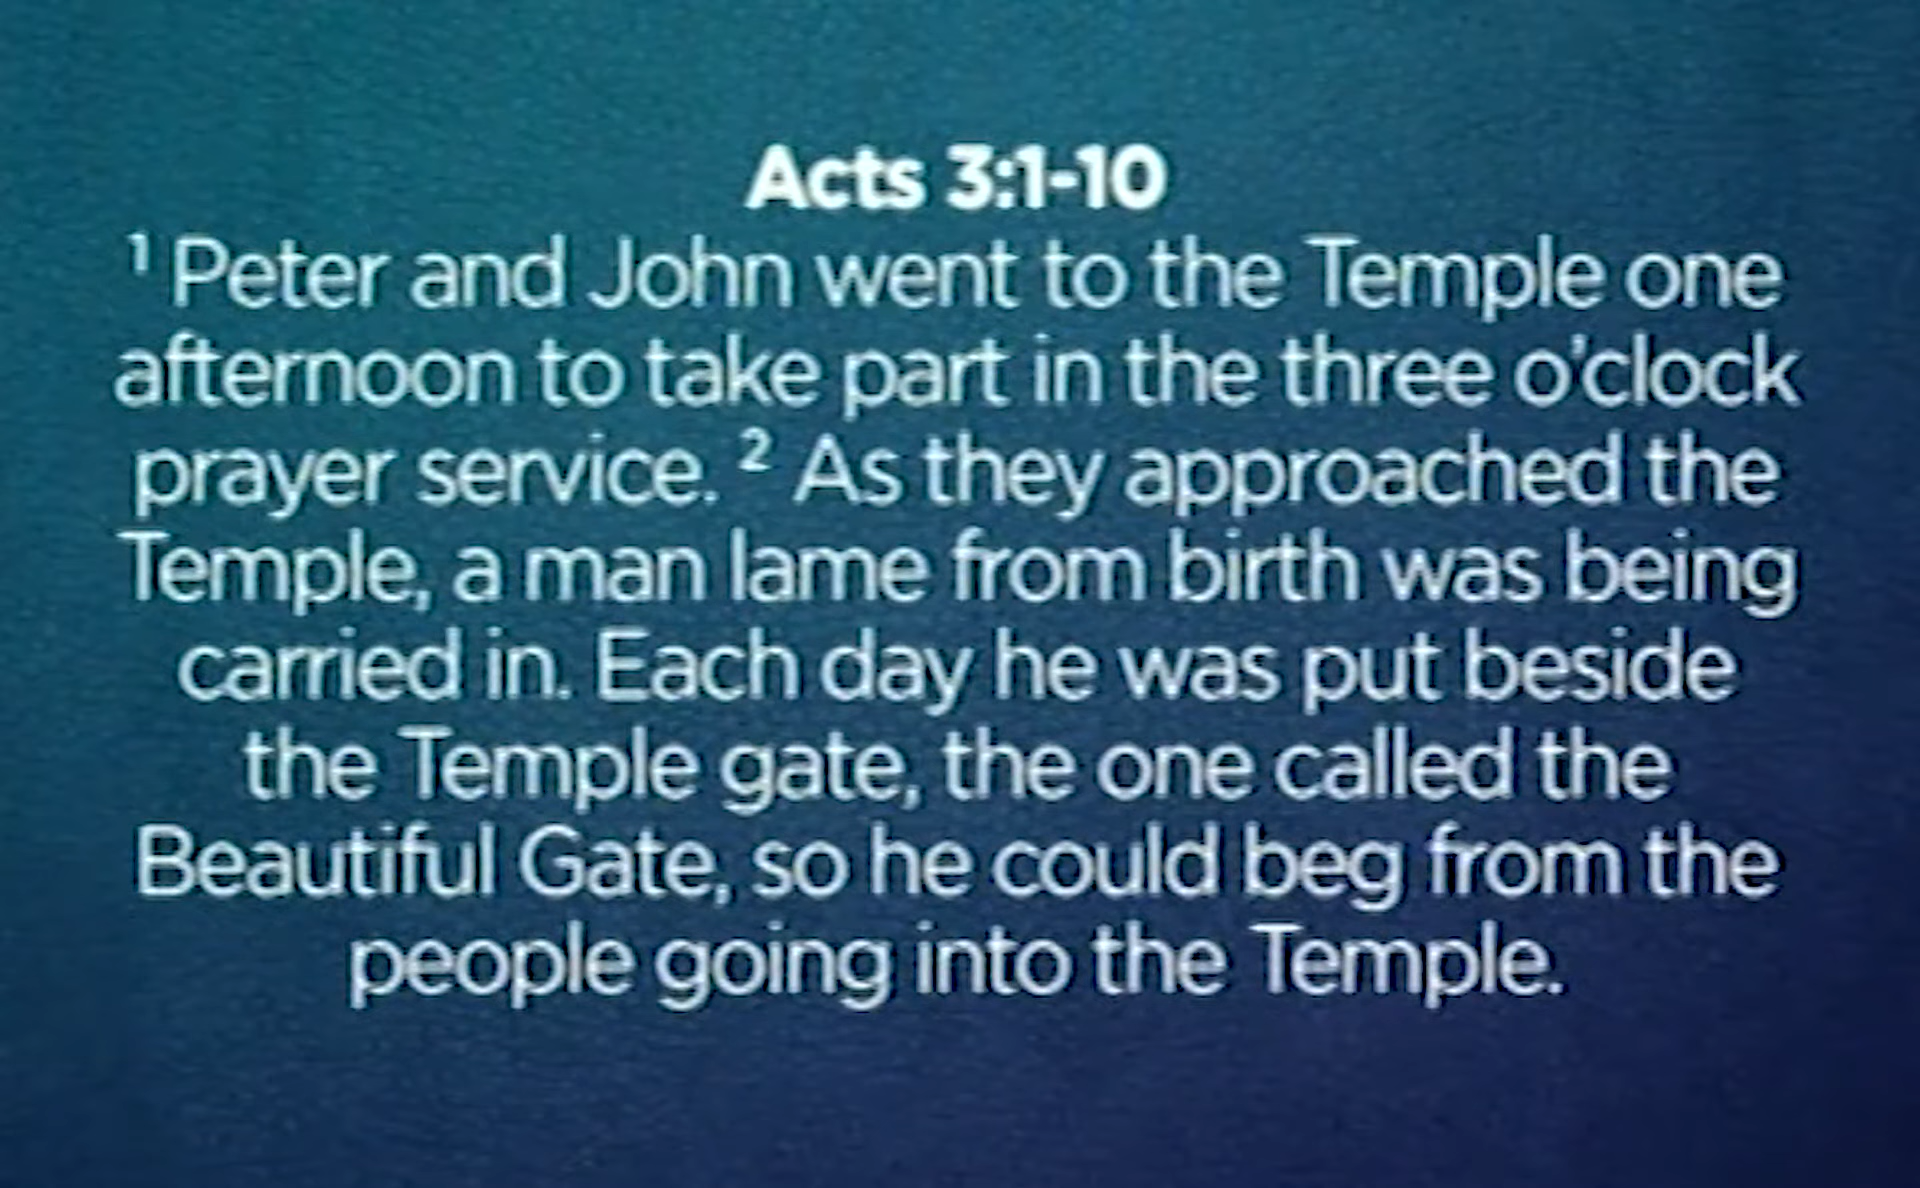 Acts 3:1-10
¹ Peter and John went to the Temple one
afternoon to take part in the three o'clock
prayer service. ² As they approached the
Temple, a man lame from birth was being
carried in. Each day he was put beside
the Temple gate, the one called the
Beautiful Gate, so he could beg from the
people going into the Temple.